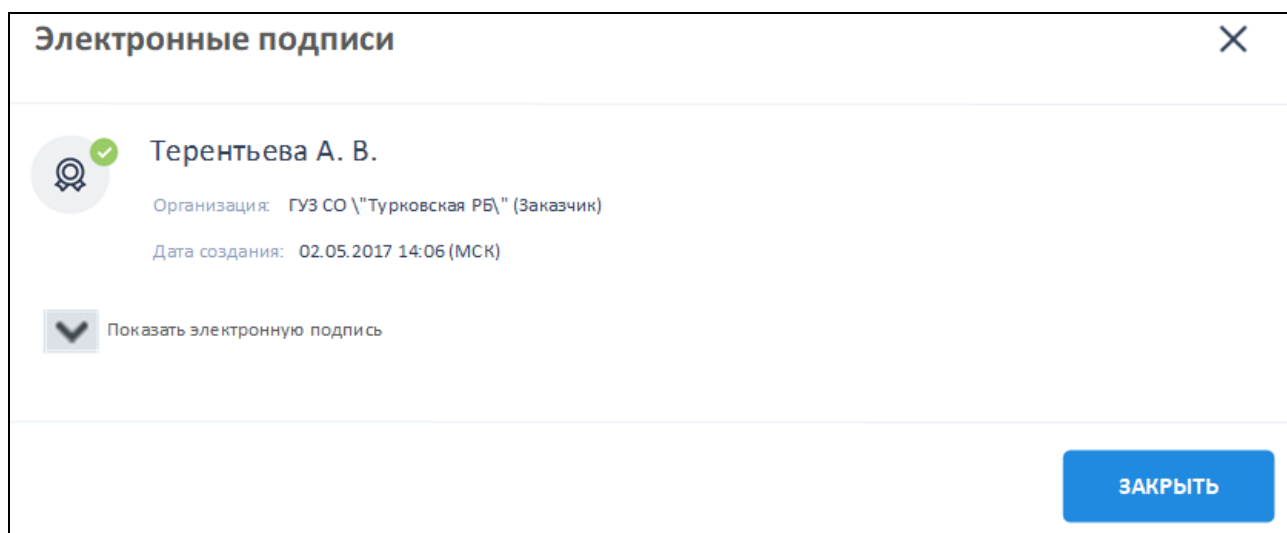 Электронные подписи
Терентьева А. В.
Организация: ГУЗ СО \"Турковская РБ\" (Заказчик)
Дата создания: 02.05.2017 14:06 (МСК)
Показать электронную подпись
ЗАКРЫТЬ